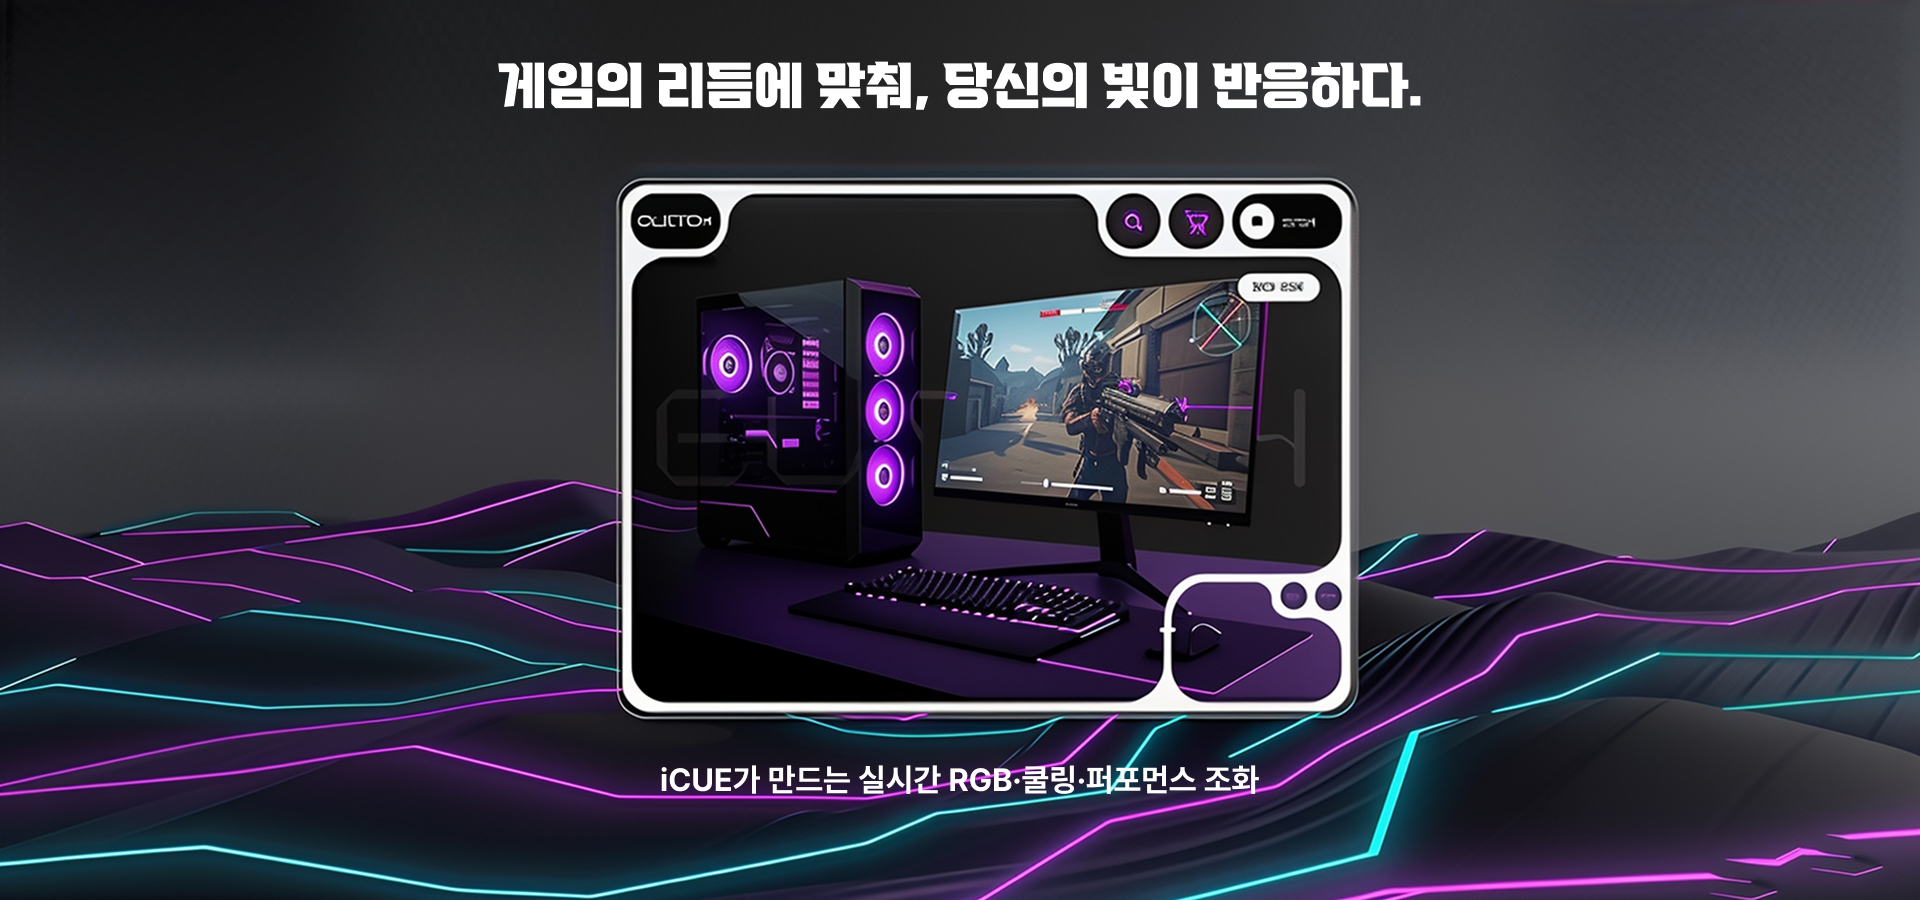 게임의 리듬에 맞춰, 당신의 빛이 반응하다.
iCUE가 만드는 실시간 RGB·쿨링·퍼포먼스 조화